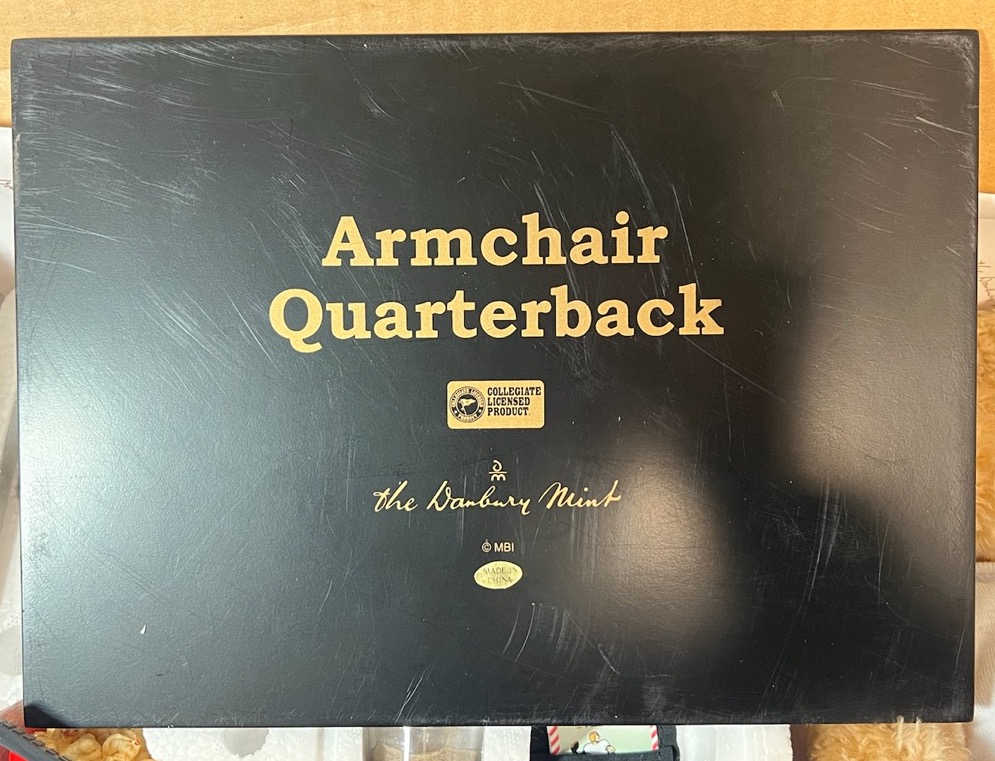 Armchair
Quarterback
COLLEGIATE
LICENSED
PRODUCT
the Danbury Mint
© MBI
MADE IN
CHINA